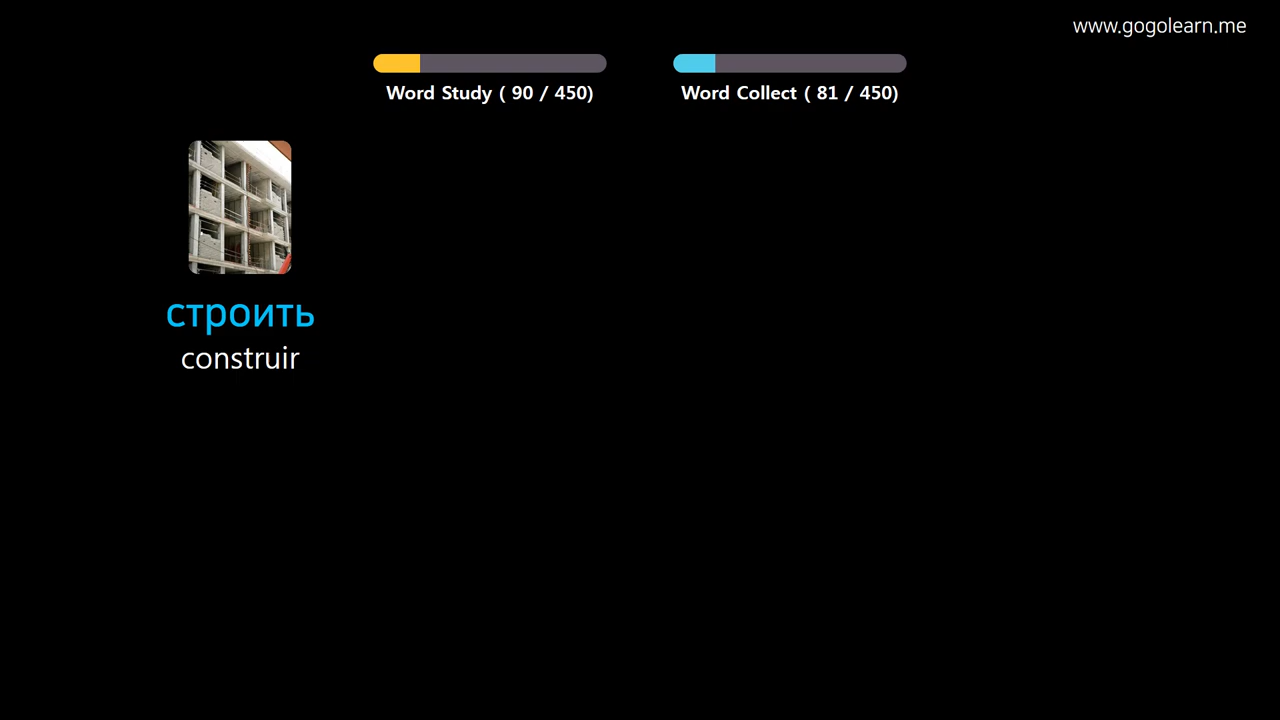 www.gogolearn.me
Word Study ( 90 / 450)
Word Collect ( 81 / 450)
строить
construir